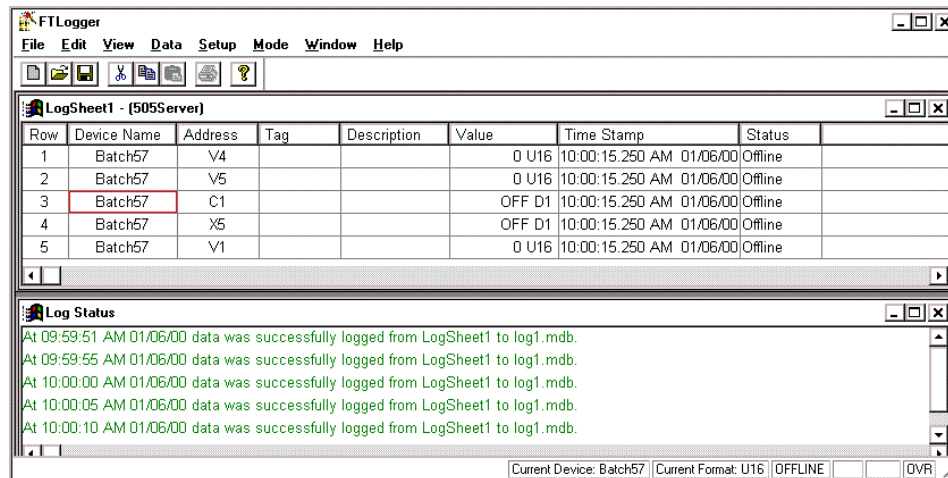 FTLogger
File Edit View Data Setup Mode Window Help
LogSheet1 - (505Server)
Row Device Name Address Tag Description Value Time Stamp Status
1 Batch57 V4 0 U16 10:00:15.250 AM 01/06/00 Offline
2 Batch57 V5 0 U16 10:00:15.250 AM 01/06/00 Offline
3 Batch57 C1 OFF D1 10:00:15.250 AM 01/06/00 Offline
4 Batch57 X5 OFF D1 10:00:15.250 AM 01/06/00 Offline
5 Batch57 V1 0 U16 10:00:15.250 AM 01/06/00 Offline
Log Status
At 09:59:51 AM 01/06/00 data was successfully logged from LogSheet1 to log1.mdb.
At 09:59:55 AM 01/06/00 data was successfully logged from LogSheet1 to log1.mdb.
At 10:00:00 AM 01/06/00 data was successfully logged from LogSheet1 to log1.mdb.
At 10:00:05 AM 01/06/00 data was successfully logged from LogSheet1 to log1.mdb.
At 10:00:10 AM 01/06/00 data was successfully logged from LogSheet1 to log1.mdb.
Current Device: Batch57 Current Format: U16 OFFLINE OVR